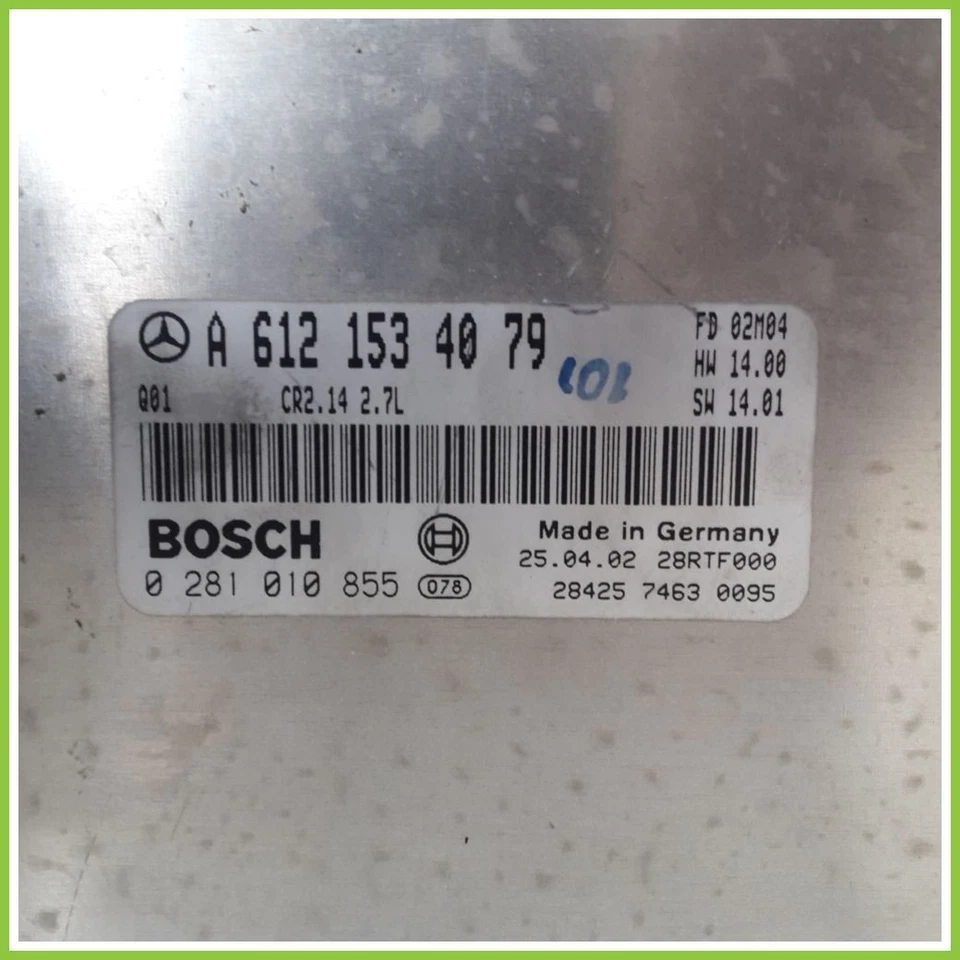 A 612 153 40 79
FD 02M04
HW 14.00
Q01 CR2.14 2.7L
SW 14.01
BOSCH
Made in Germany
25.04.02 28RTF000
0 281 010 855 078
28425 7463 0095